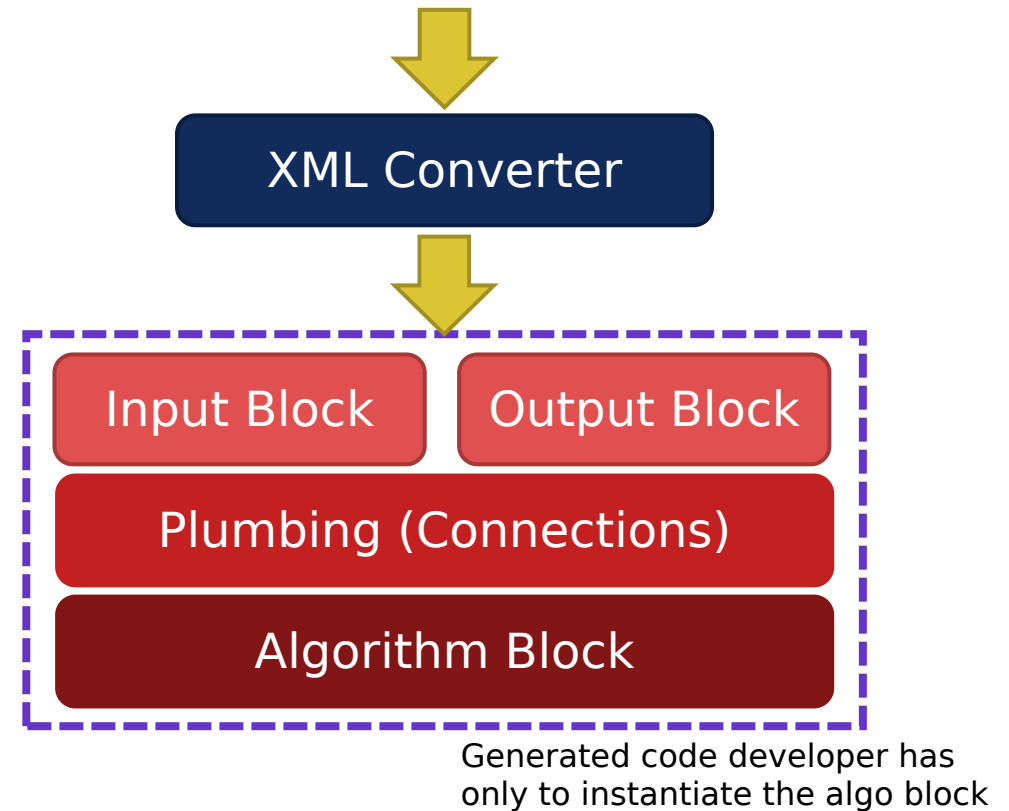 XML Converter
Input Block
Output Block
Plumbing (Connections)
Algorithm Block
Generated code developer has
only to instantiate the algo block